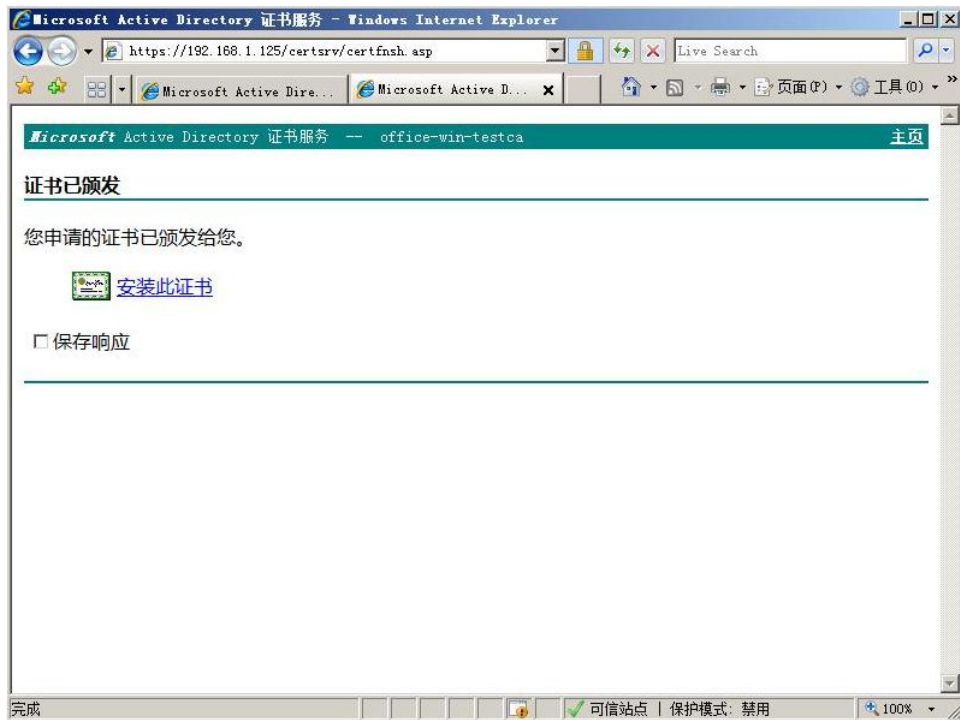 Microsoft Active Directory 证书服务 - Windows Internet Explorer
https://192.168.1.125/certsrv/certfnsh.asp
Live Search
Microsoft Active Dire...
Microsoft Active D...
页面(P)
工具(O)
Microsoft Active Directory 证书服务 -- office-win-testca
主页
证书已颁发
您申请的证书已颁发给您。
安装此证书
保存响应
完成
可信站点 | 保护模式: 禁用
100%